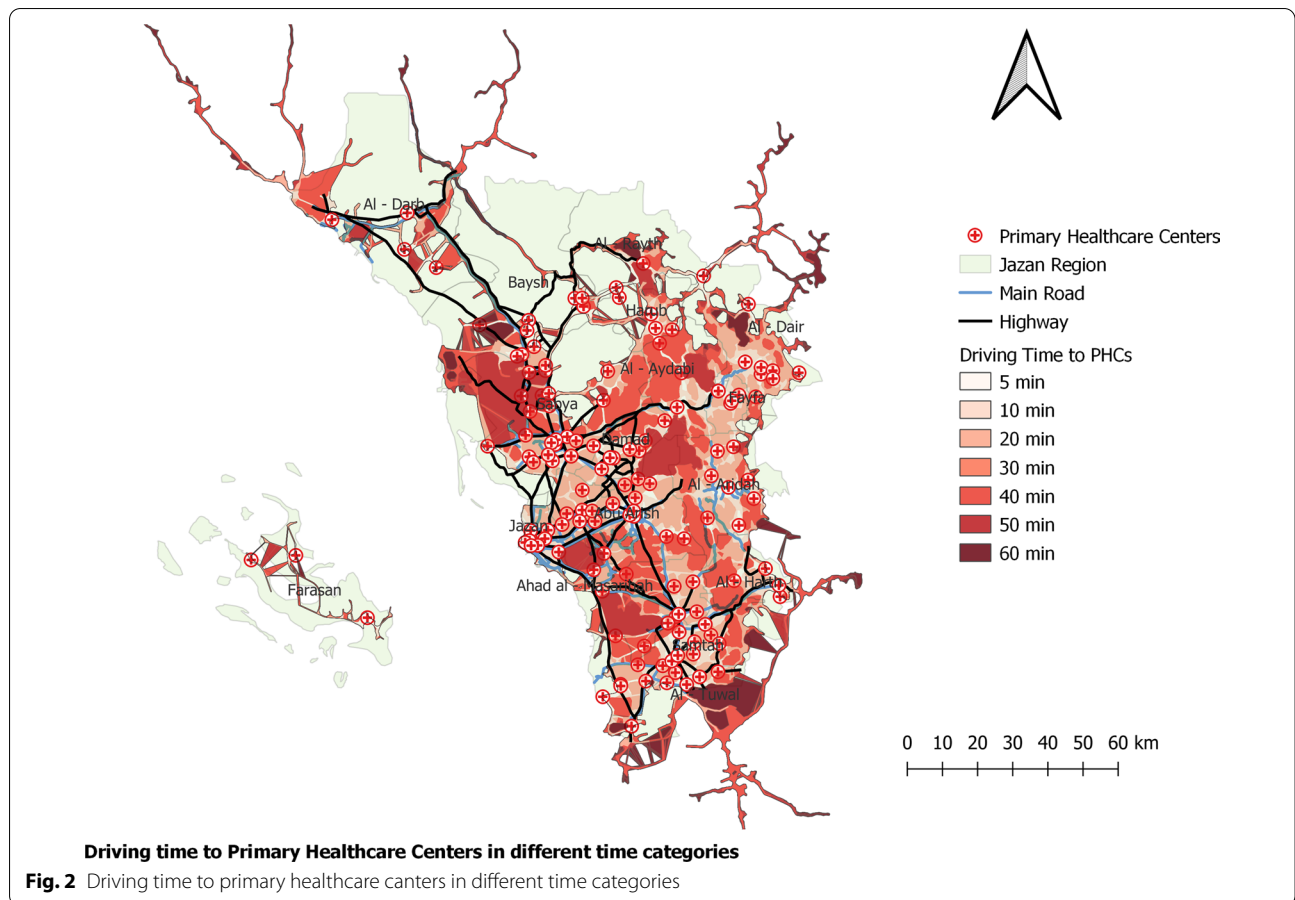 Al - Darb
Al - Rayth
Baysh
Harub
Al - Dair
Al - Aydabi
Fayfa
Sabya
Damad
Al - Aridah
Abu Arish
Jazan
Ahad al - Masarihah
Al - Harth
Farasan
Samtah
Al - Tuwal
Primary Healthcare Centers
Jazan Region
Main Road
Highway
Driving Time to PHCs
5 min
10 min
20 min
30 min
40 min
50 min
60 min
0 10 20 30 40 50 60 km
Driving time to Primary Healthcare Centers in different time categories
Fig. 2 Driving time to primary healthcare canters in different time categories